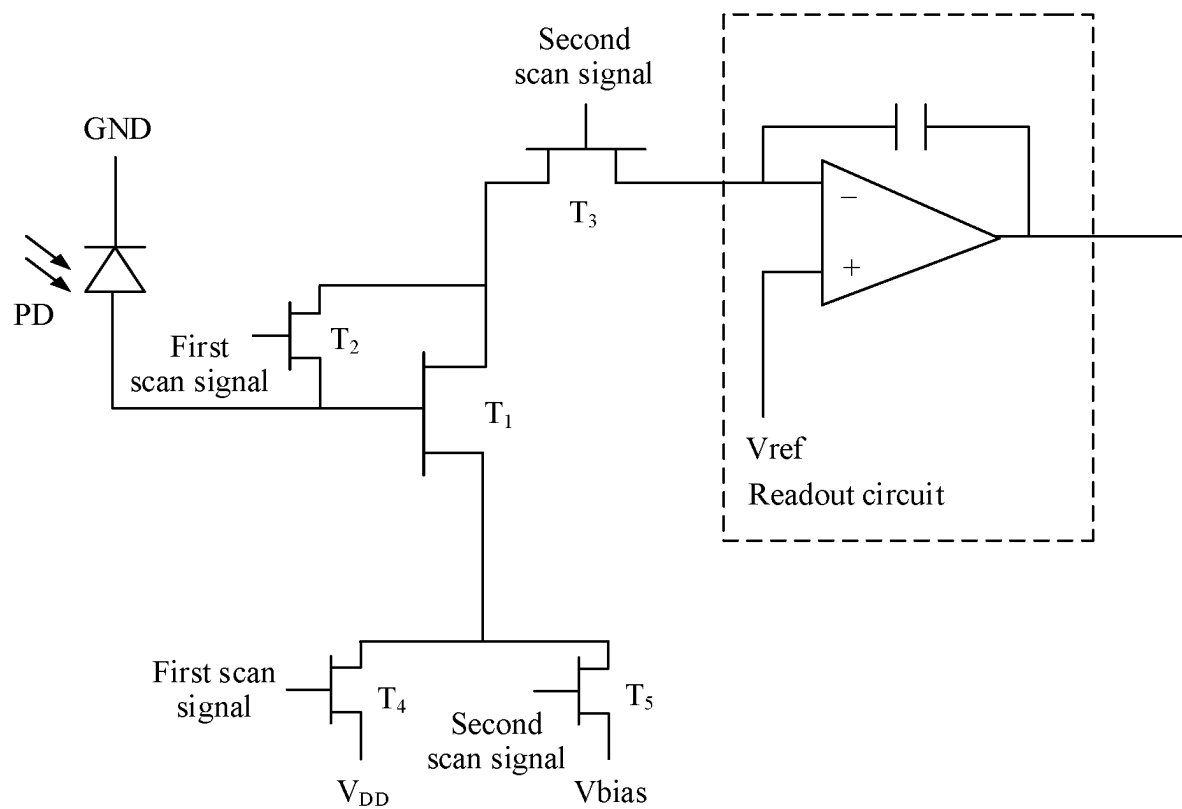 Second
scan signal
GND
T3
−
+
PD
T2
First
scan signal
T1
Vref
Readout circuit
First scan
signal
T4
Second
scan signal
T5
VDD
Vbias